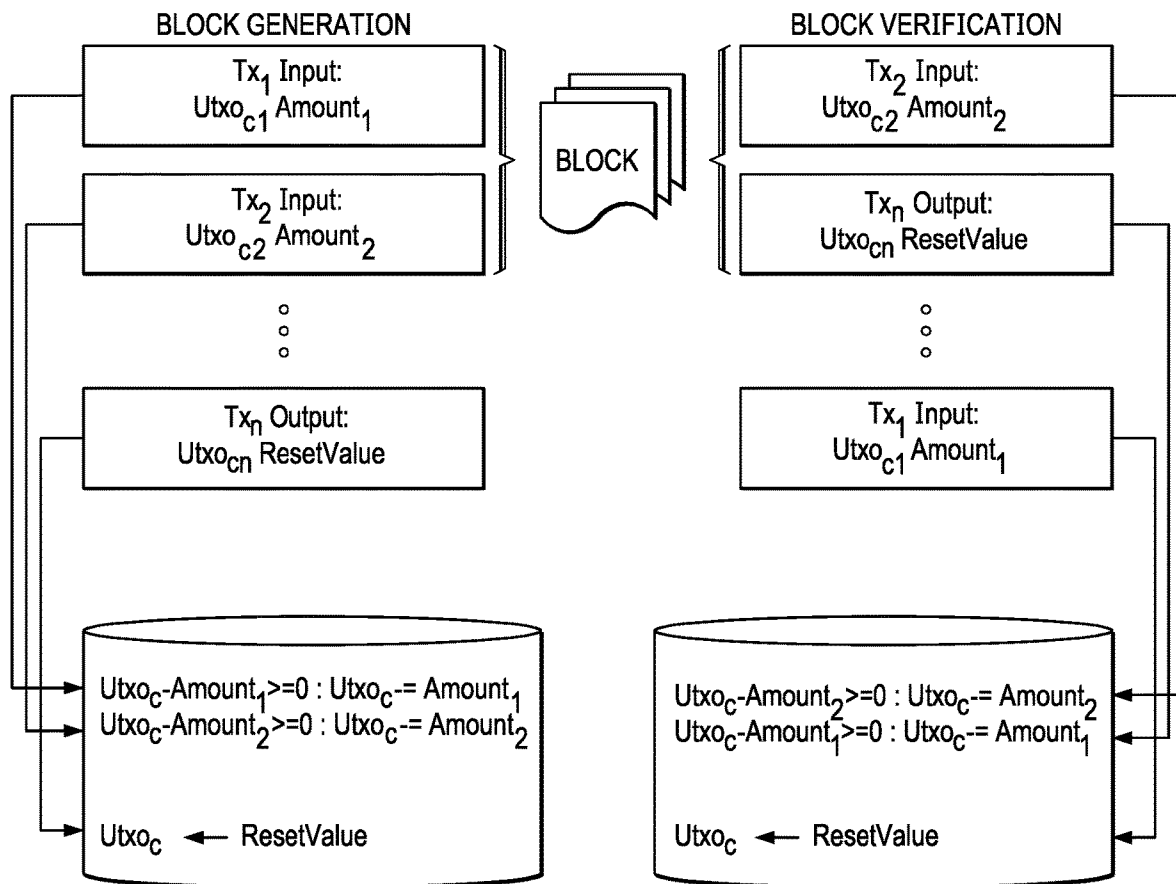 BLOCK GENERATION
Tx1 Input:
Utxoc1 Amount1
Tx2 Input:
Utxoc2 Amount2
Txn Output:
Utxocn ResetValue
Utxoc-Amount1>=0 : Utxoc-= Amount1
Utxoc-Amount2>=0 : Utxoc-= Amount2
Utxoc ← ResetValue
BLOCK
BLOCK VERIFICATION
Tx2 Input:
Utxoc2 Amount2
Txn Output:
Utxocn ResetValue
Tx1 Input:
Utxoc1 Amount1
Utxoc-Amount2>=0 : Utxoc-= Amount2
Utxoc-Amount1>=0 : Utxoc-= Amount1
Utxoc ← ResetValue